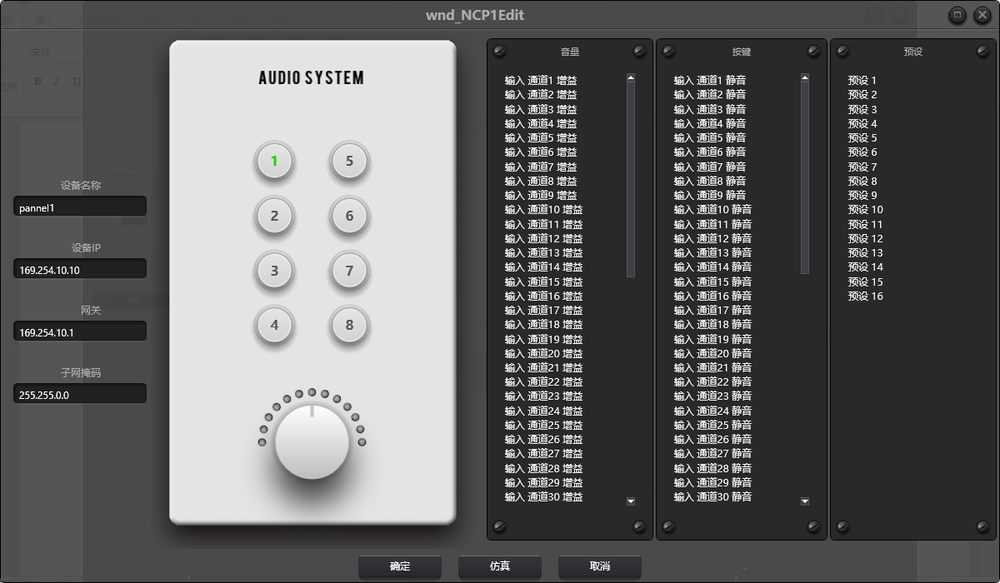 wnd_NCP1Edit
设备名称
pannel1
设备IP
169.254.10.10
网关
169.254.10.1
子网掩码
255.255.0.0
AUDIO SYSTEM
1 5
2 6
3 7
4 8
音量
输入 通道1 增益
输入 通道2 增益
输入 通道3 增益
输入 通道4 增益
输入 通道5 增益
输入 通道6 增益
输入 通道7 增益
输入 通道8 增益
输入 通道9 增益
输入 通道10 增益
输入 通道11 增益
输入 通道12 增益
输入 通道13 增益
输入 通道14 增益
输入 通道15 增益
输入 通道16 增益
输入 通道17 增益
输入 通道18 增益
输入 通道19 增益
输入 通道20 增益
输入 通道21 增益
输入 通道22 增益
输入 通道23 增益
输入 通道24 增益
输入 通道25 增益
输入 通道26 增益
输入 通道27 增益
输入 通道28 增益
输入 通道29 增益
输入 通道30 增益
按键
输入 通道1 静音
输入 通道2 静音
输入 通道3 静音
输入 通道4 静音
输入 通道5 静音
输入 通道6 静音
输入 通道7 静音
输入 通道8 静音
输入 通道9 静音
输入 通道10 静音
输入 通道11 静音
输入 通道12 静音
输入 通道13 静音
输入 通道14 静音
输入 通道15 静音
输入 通道16 静音
输入 通道17 静音
输入 通道18 静音
输入 通道19 静音
输入 通道20 静音
输入 通道21 静音
输入 通道22 静音
输入 通道23 静音
输入 通道24 静音
输入 通道25 静音
输入 通道26 静音
输入 通道27 静音
输入 通道28 静音
输入 通道29 静音
输入 通道30 静音
预设
预设 1
预设 2
预设 3
预设 4
预设 5
预设 6
预设 7
预设 8
预设 9
预设 10
预设 11
预设 12
预设 13
预设 14
预设 15
预设 16
确定
仿真
取消
插入
宋体
B I U